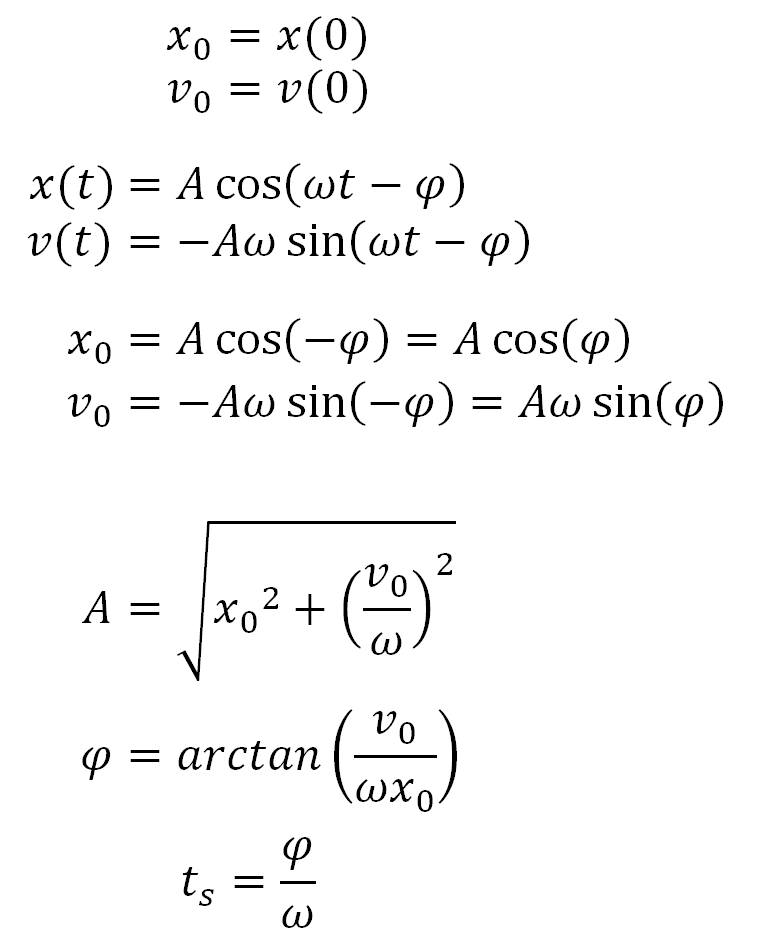 x₀ = x(0)
v₀ = v(0)
x(t) = A cos(ωt − φ)
v(t) = −Aω sin(ωt − φ)
x₀ = A cos(−φ) = A cos(φ)
v₀ = −Aω sin(−φ) = Aω sin(φ)
A = √(x₀² + (v₀/ω)²)
φ = arctan(v₀/ωx₀)
tₛ = φ/ω